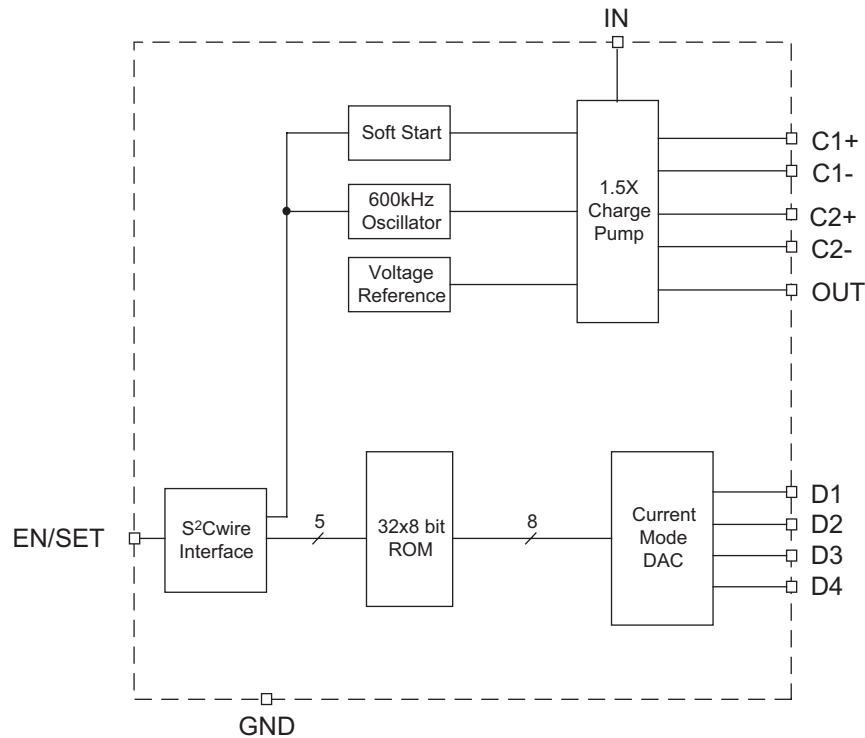 IN
Soft Start
C1+
C1-
600kHz
Oscillator
1.5X
Charge
Pump
C2+
C2-
Voltage
Reference
OUT
EN/SET
S²Cwire
Interface
5
32x8 bit
ROM
8
Current
Mode
DAC
D1
D2
D3
D4
GND